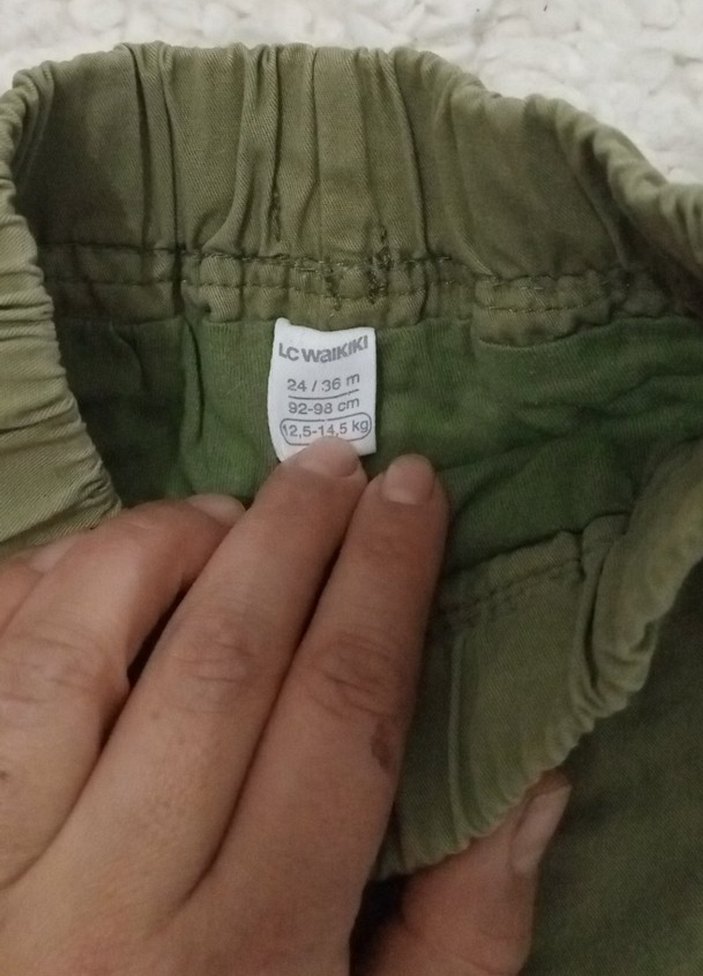 LC WAIKIKI
24 / 36 m
92-98 cm
12,5-14,5 kg